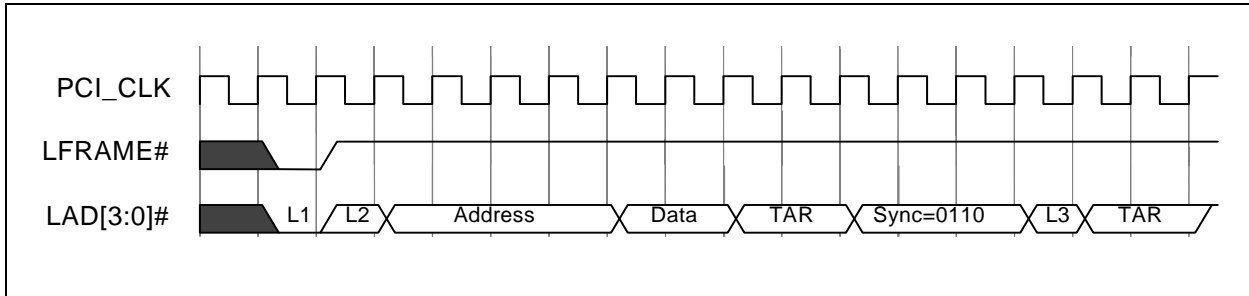 PCI_CLK
LFRAME#
LAD[3:0]# L1 L2 Address Data TAR Sync=0110 L3 TAR